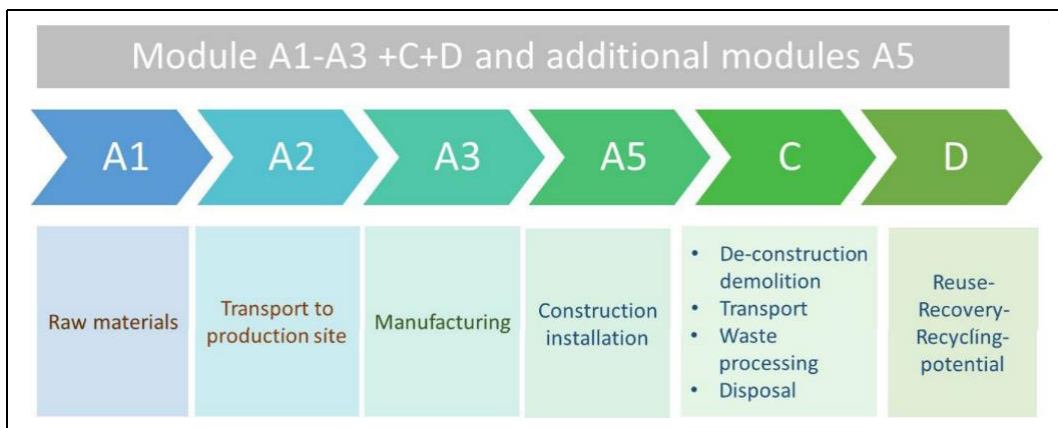 Module A1-A3 +C+D and additional modules A5
A1
A2
A3
A5
C
D
Raw materials
Transport to
production site
Manufacturing
Construction
installation
• De-construction
demolition
• Transport
• Waste
processing
• Disposal
Reuse-
Recovery-
Recycling-
potential